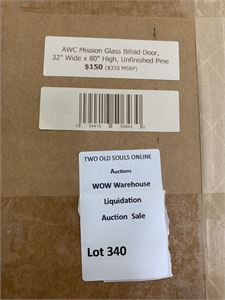 AWC Mission Glass Bifold Door,
32" Wide x 80" High, Unfinished Pine
$150 ($310 MSRP)
TWO OLD SOULS ONLINE
Auctions
WOW Warehouse
Liquidation
Auction Sale
Lot 340